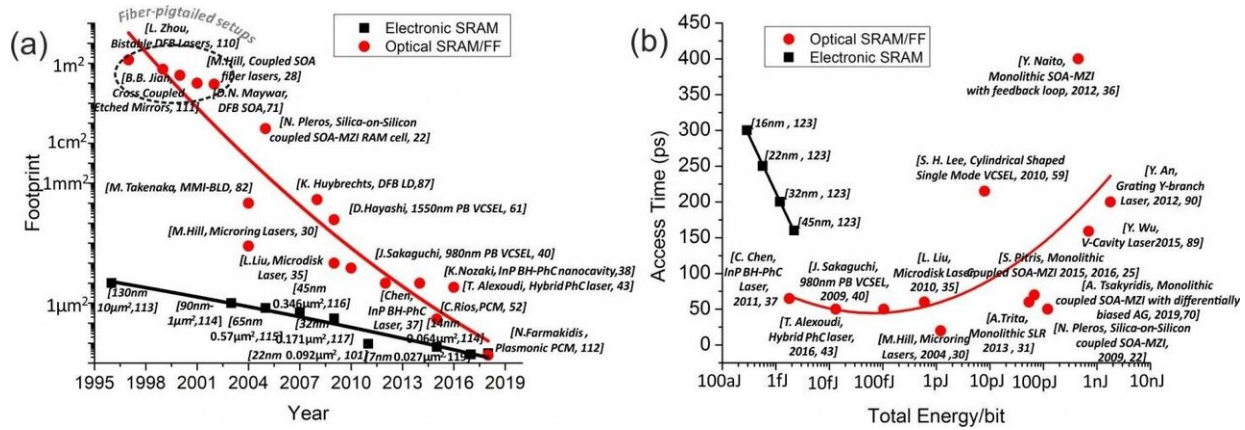 (a)
Fiber-pigtailed setups
Electronic SRAM
Optical SRAM/FF
Footprint
1m²
1cm²
1mm²
1µm²
[L. Zhou,
Bistable DFB Lasers, 110]
[B.B. Jian,
Cross Coupled
Etched Mirrors, 111]
[M.Hill, Coupled SOA
fiber lasers, 28]
[D.N. Maywar,
DFB SOA,71]
[N. Pleros, Silica-on-Silicon
coupled SOA-MZI RAM cell, 22]
[M. Takenaka, MMI-BLD, 82]
[K. Huybrechts, DFB LD,87]
[D.Hayashi, 1550nm PB VCSEL, 61]
[M.Hill, Microring Lasers, 30]
[L.Liu, Microdisk
Laser, 35]
[J.Sakaguchi, 980nm PB VCSEL, 40]
[K.Nozaki, InP BH-PhC nanocavity,38]
[T. Alexoudi, Hybrid PhC laser, 43]
[Chen,
InP BH-PhC
Laser, 37]
[C.Rios,PCM, 52]
[N.Farmakidis,
Plasmonic PCM, 112]
[130nm
10µm²,113]
[90nm-
1µm²,114]
[65nm
0.57µm²,115]
[45nm
0.346µm²,116]
[32nm
0.171µm²,117]
[22nm 0.092µm², 101]
[14nm
0.064µm²,114]
[7nm 0.027µm²,119]
1995 1998 2001 2004 2007 2010 2013 2016 2019
Year
(b)
Optical SRAM/FF
Electronic SRAM
Access Time (ps)
450
400
350
300
250
200
150
100
50
0
[Y. Naito,
Monolithic SOA-MZI
with feedback loop, 2012, 36]
[16nm , 123]
[22nm , 123]
[32nm , 123]
[45nm, 123]
[S. H. Lee, Cylindrical Shaped
Single Mode VCSEL, 2010, 59]
[Y. An,
Grating Y-branch
Laser, 2012, 90]
[Y. Wu,
V-Cavity Laser2015, 89]
[S. Pitris, Monolithic
Coupled SOA-MZI 2015, 2016, 25]
[C. Chen,
InP BH-PhC
Laser,
2011, 37
[J. Sakaguchi,
980nm PB VCSEL,
2009, 40]
[L. Liu,
Microdisk Laser
2010, 35]
[A. Tsakyridis, Monolithic
coupled SOA-MZI with differentially
biased AG, 2019,70]
[T. Alexoudi,
Hybrid PhC laser,
2016, 43]
[M.Hill, Microring
Lasers, 2004 ,30]
[A.Trita,
Monolithic SLR
2013 , 31]
[N. Pleros, Silica-on-Silicon
coupled SOA-MZI,
2009, 22]
100aJ 1fJ 10fJ 100fJ 1pJ 10pJ 100pJ 1nJ 10nJ
Total Energy/bit